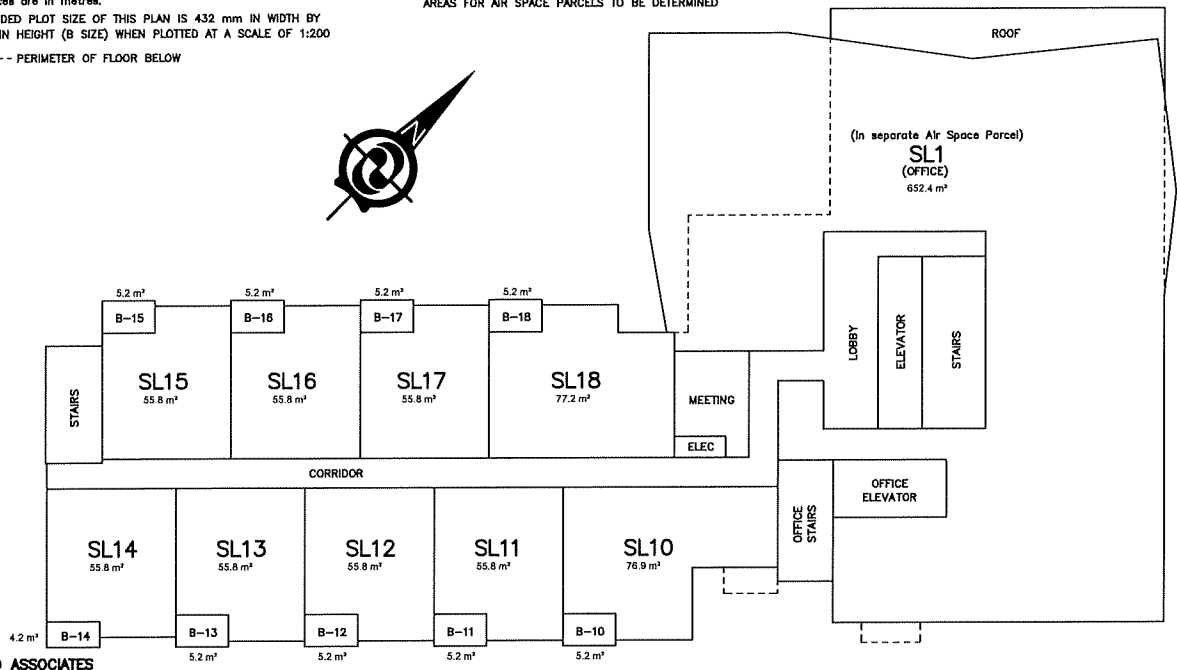 ces are in metres.
DED PLOT SIZE OF THIS PLAN IS 432 mm IN WIDTH BY
IN HEIGHT (B SIZE) WHEN PLOTTED AT A SCALE OF 1:200
-- PERIMETER OF FLOOR BELOW
AREAS FOR AIR SPACE PARCELS TO BE DETERMINED
ROOF
N
(In separate Air Space Parcel)
SL1
(OFFICE)
652.4 m²
5.2 m²
5.2 m²
5.2 m²
5.2 m²
B-15
B-16
B-17
B-18
STAIRS
SL15
55.8 m²
SL16
55.8 m²
SL17
55.8 m²
SL18
77.2 m²
MEETING
ELEC
LOBBY
ELEVATOR
STAIRS
CORRIDOR
OFFICE
ELEVATOR
OFFICE
STAIRS
SL14
55.8 m²
SL13
55.8 m²
SL12
55.8 m²
SL11
55.8 m²
SL10
76.9 m²
4.2 m²
B-14
B-13
B-12
B-11
B-10
5.2 m²
5.2 m²
5.2 m²
5.2 m²
ASSOCIATES